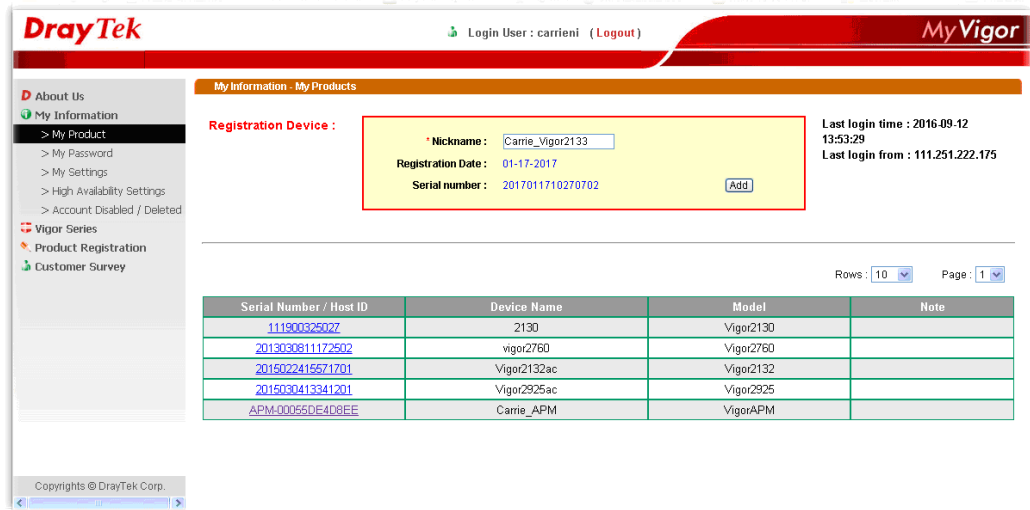 DrayTek
Login User : carrieni ( Logout )
MyVigor
About Us
My Information
> My Product
> My Password
> My Settings
> High Availability Settings
> Account Disabled / Deleted
Vigor Series
Product Registration
Customer Survey
Copyrights © DrayTek Corp.
My Information - My Products
Registration Device :
* Nickname : Carrie_Vigor2133
Registration Date : 01-17-2017
Serial number : 2017011710270702 Add
Last login time : 2016-09-12
13:53:29
Last login from : 111.251.222.175
Rows : 10 Page : 1
Serial Number / Host ID Device Name Model Note
111900325027 2130 Vigor2130
2013030811172502 vigor2760 Vigor2760
2015022415571701 Vigor2132ac Vigor2132
2015030413341201 Vigor2925ac Vigor2925
APM-00055DE4D8EE Carrie_APM VigorAPM